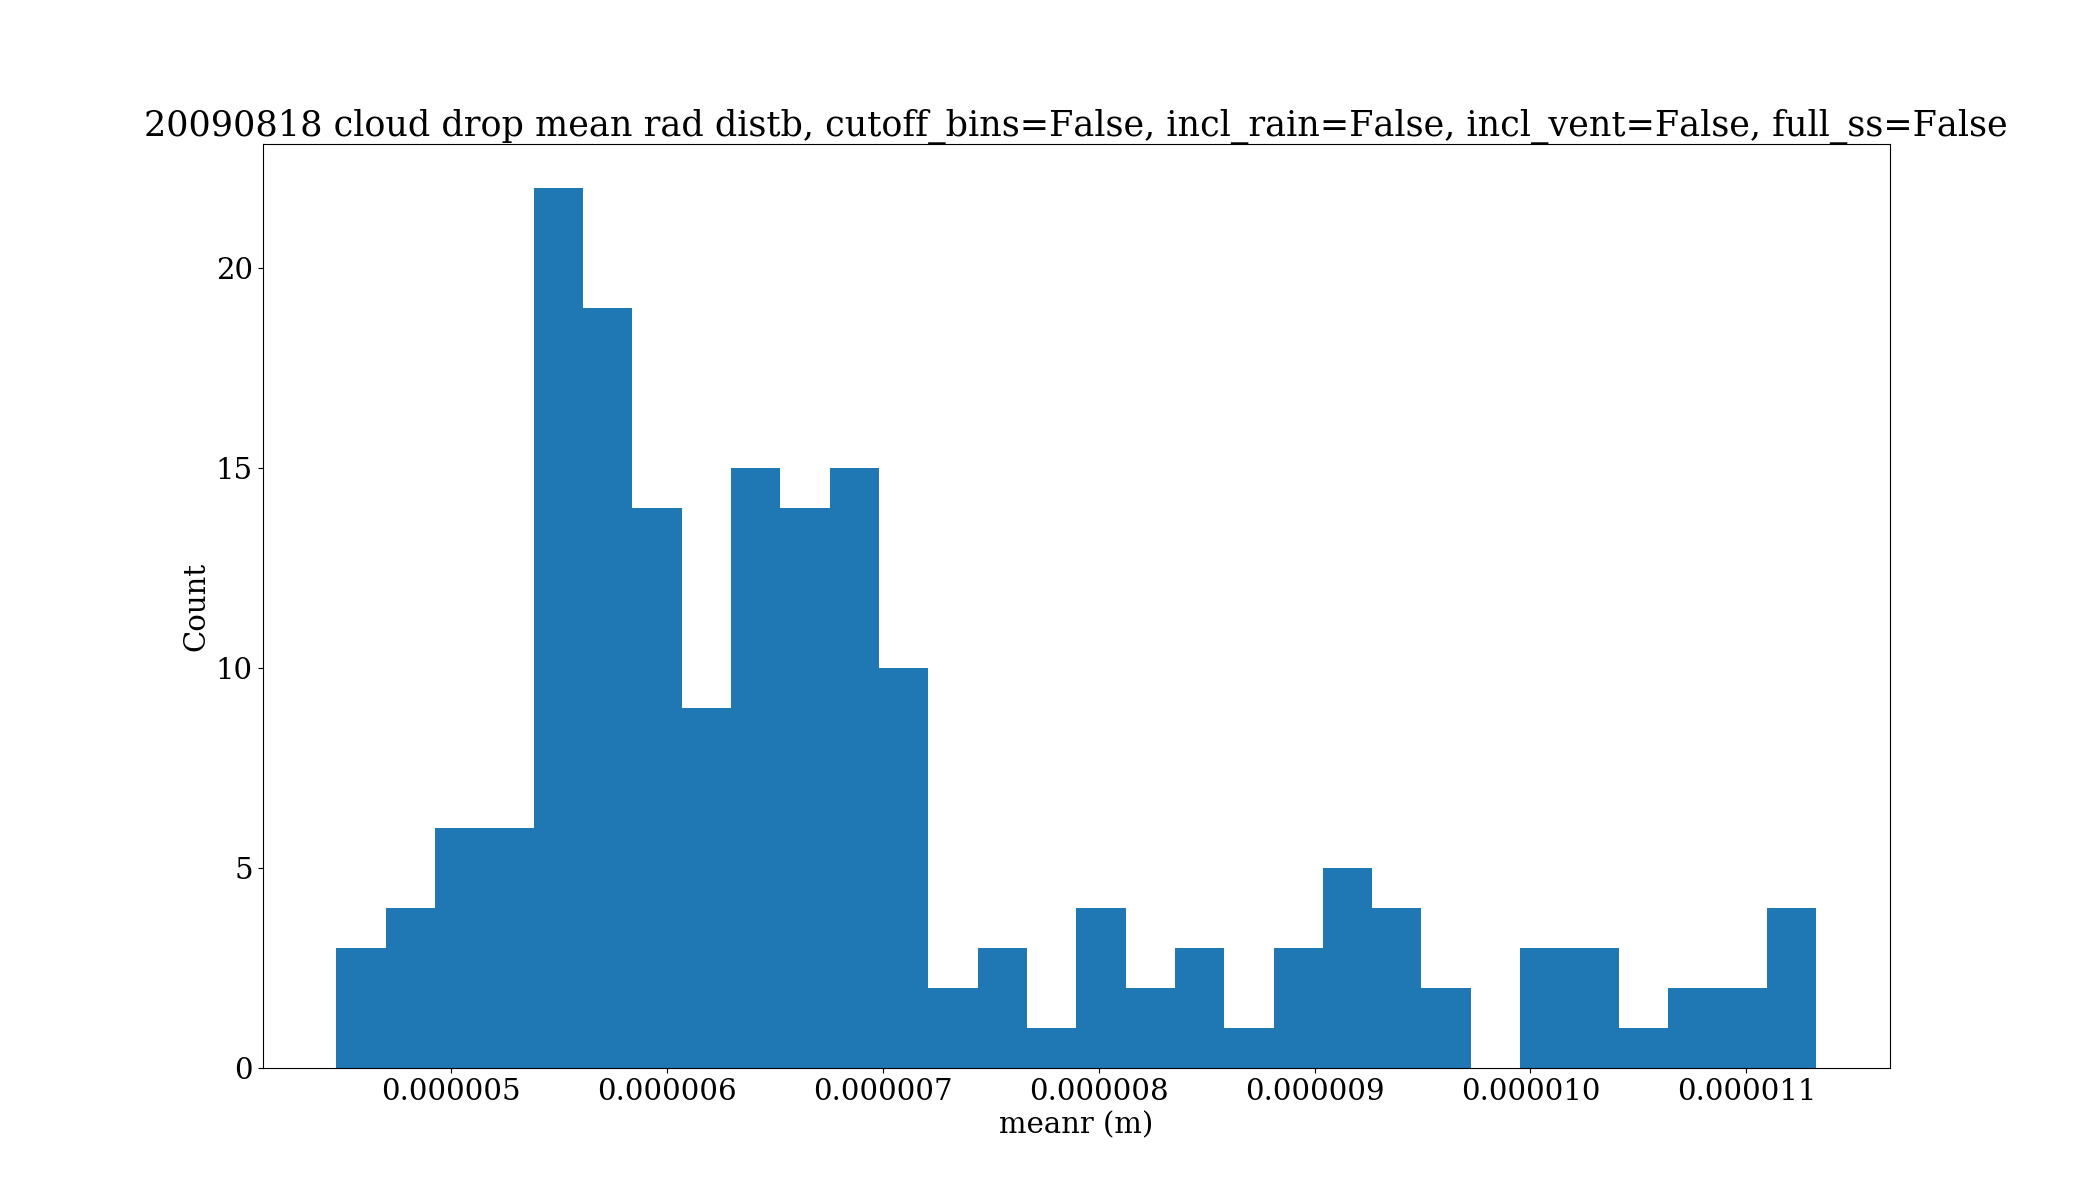 20090818 cloud drop mean rad distb, cutoff_bins=False, incl_rain=False, incl_vent=False, full_ss=False
20
15
10
5
0
Count
0.000005 0.000006 0.000007 0.000008 0.000009 0.000010 0.000011
meanr (m)